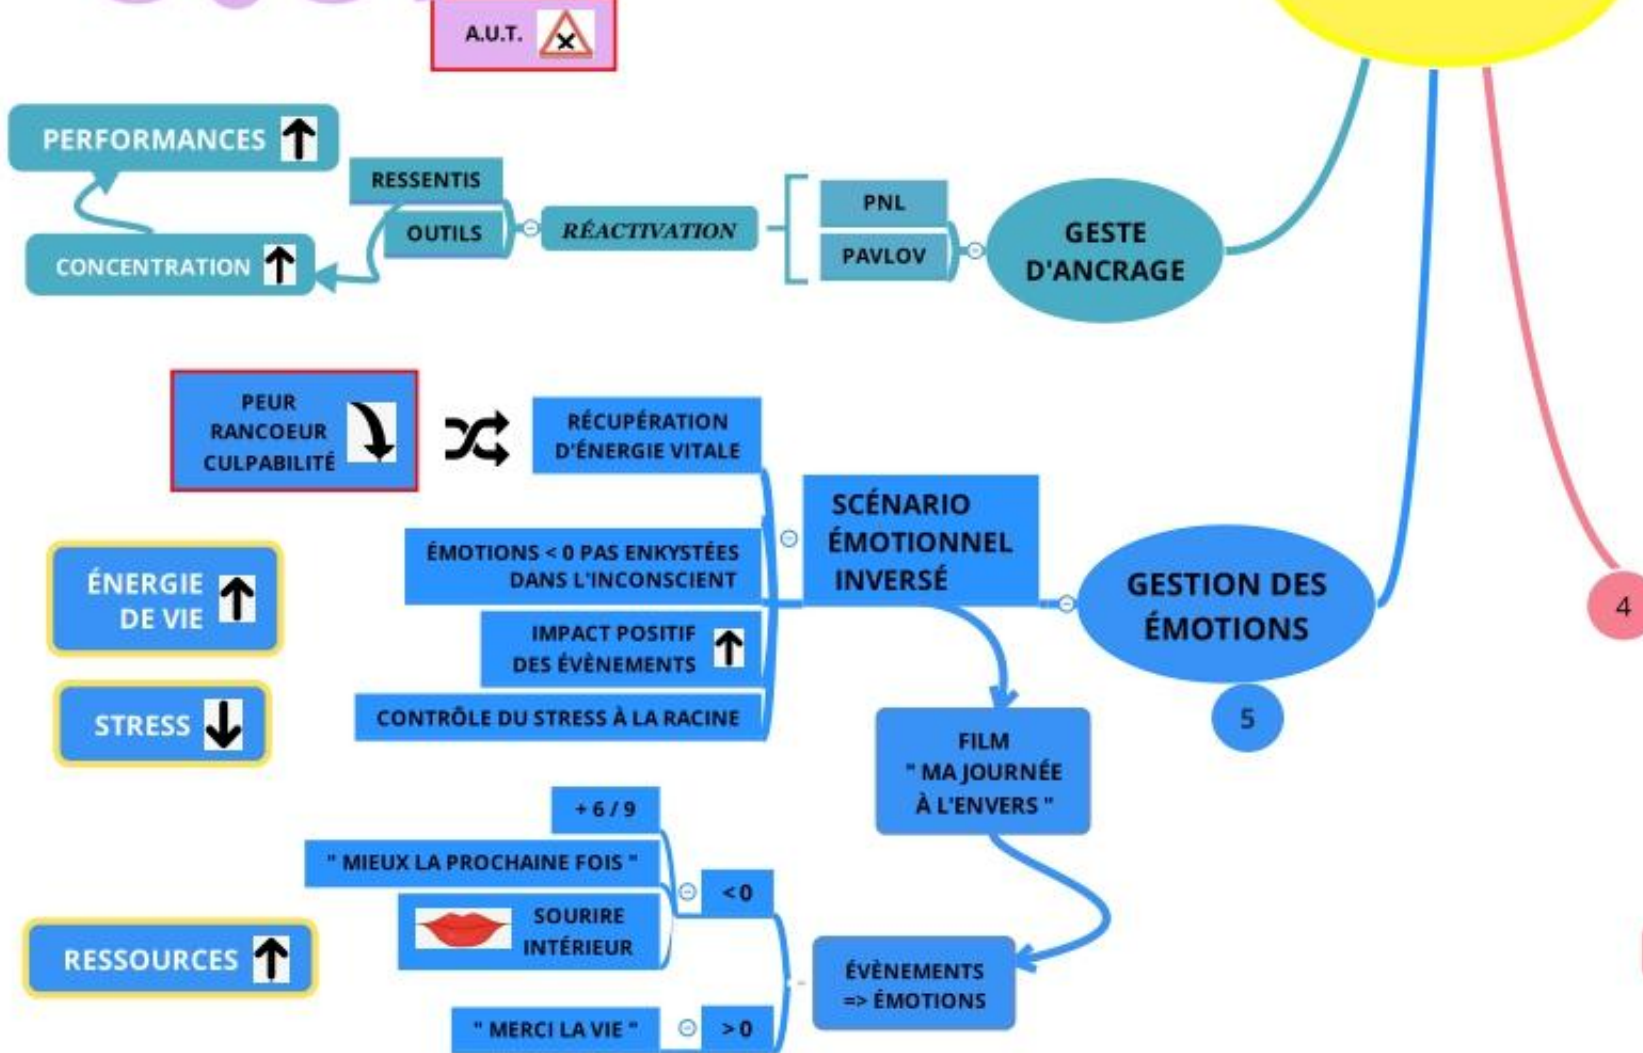 A.U.T.
PERFORMANCES
CONCENTRATION
RESSENTIS
OUTILS
RÉACTIVATION
PNL
PAVLOV
GESTE
D'ANCRAGE
PEUR
RANCOEUR
CULPABILITÉ
RÉCUPÉRATION
D'ÉNERGIE VITALE
ÉMOTIONS < 0 PAS ENKYSTÉES
DANS L'INCONSCIENT
IMPACT POSITIF
DES ÉVÈNEMENTS
CONTRÔLE DU STRESS À LA RACINE
SCÉNARIO
ÉMOTIONNEL
INVERSÉ
GESTION DES
ÉMOTIONS
5
4
ÉNERGIE
DE VIE
STRESS
FILM
" MA JOURNÉE
À L'ENVERS "
+ 6 / 9
" MIEUX LA PROCHAINE FOIS "
SOURIRE
INTÉRIEUR
< 0
RESSOURCES
ÉVÈNEMENTS
=> ÉMOTIONS
" MERCI LA VIE "
> 0